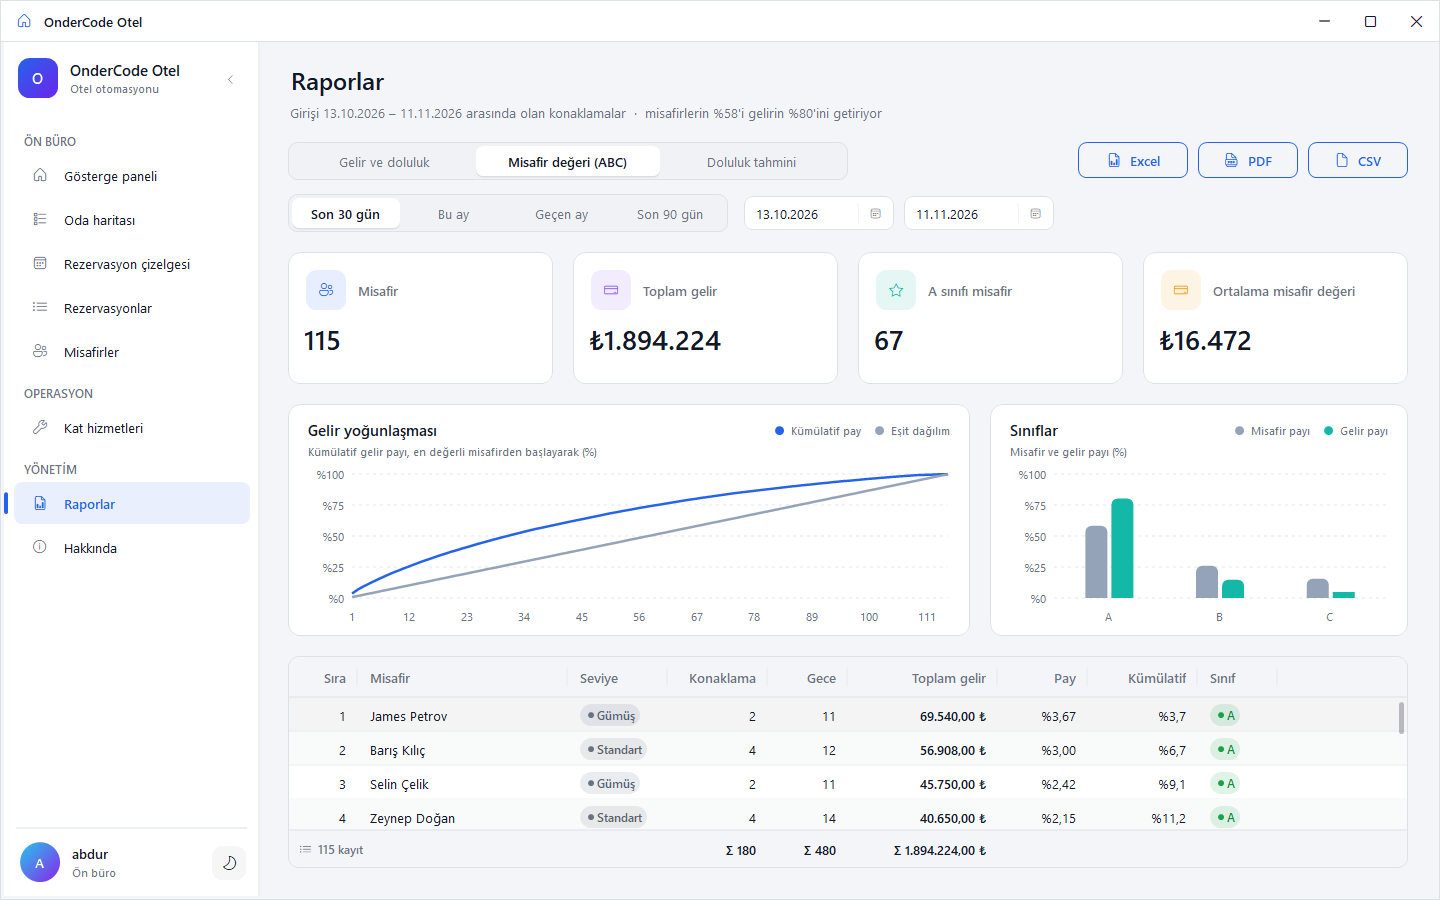 OnderCode Otel
O
OnderCode Otel
Otel otomasyonu
ÖN BÜRO
Gösterge paneli
Oda haritası
Rezervasyon çizelgesi
Rezervasyonlar
Misafirler
OPERASYON
Kat hizmetleri
YÖNETİM
Raporlar
Hakkında
A
abdur
Ön büro
Raporlar
Girişi 13.10.2026 – 11.11.2026 arasında olan konaklamalar · misafirlerin %58'i gelirin %80'ini getiriyor
Gelir ve doluluk Misafir değeri (ABC) Doluluk tahmini
Excel PDF CSV
Son 30 gün Bu ay Geçen ay Son 90 gün 13.10.2026 11.11.2026
Misafir
115
Toplam gelir
₺1.894.224
A sınıfı misafir
67
Ortalama misafir değeri
₺16.472
Gelir yoğunlaşması
Kümülatif pay Eşit dağılım
Kümülatif gelir payı, en değerli misafirden başlayarak (%)
%100
%75
%50
%25
%0
1 12 23 34 45 56 67 78 89 100 111
Sınıflar
Misafir payı Gelir payı
Misafir ve gelir payı (%)
%100
%75
%50
%25
%0
A B C
Sıra Misafir Seviye Konaklama Gece Toplam gelir Pay Kümülatif Sınıf
1 James Petrov Gümüş 2 11 69.540,00 ₺ %3,67 %3,7 A
2 Barış Kılıç Standart 4 12 56.908,00 ₺ %3,00 %6,7 A
3 Selin Çelik Gümüş 2 11 45.750,00 ₺ %2,42 %9,1 A
4 Zeynep Doğan Standart 4 14 40.650,00 ₺ %2,15 %11,2 A
115 kayıt Σ 180 Σ 480 Σ 1.894.224,00 ₺